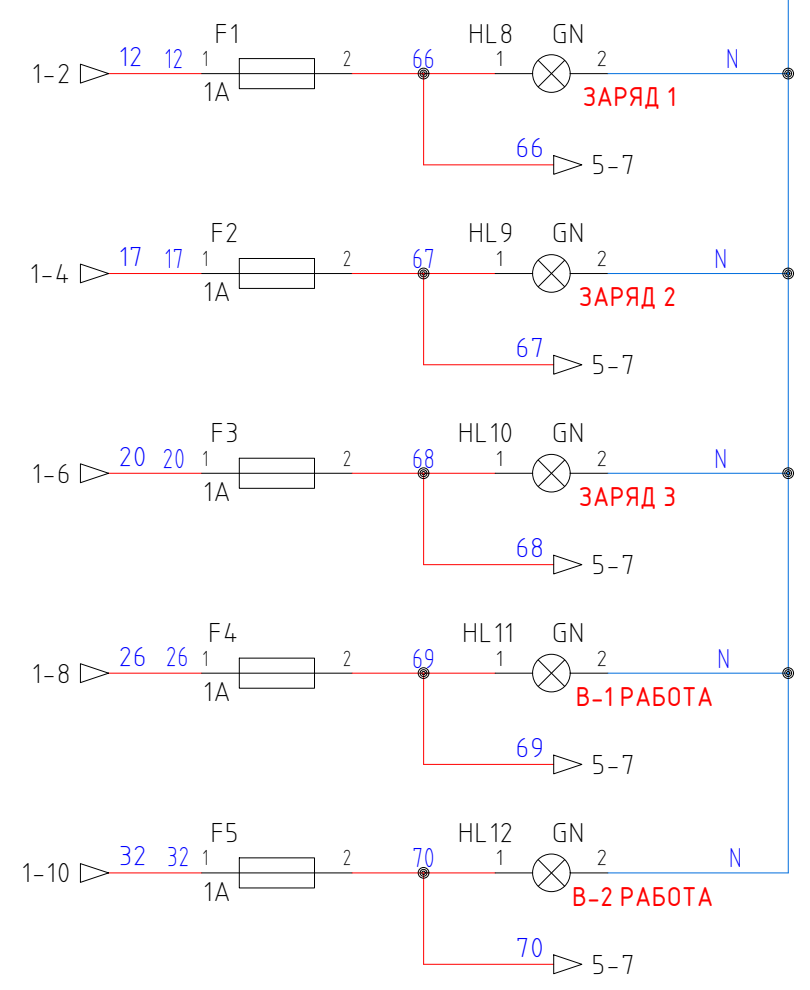 F1 HL8 GN
1-2 12 12 1 2 66 1 2 N
1A ЗАРЯД 1
66 5-7
F2 HL9 GN
1-4 17 17 1 2 67 1 2 N
1A ЗАРЯД 2
67 5-7
F3 HL10 GN
1-6 20 20 1 2 68 1 2 N
1A ЗАРЯД 3
68 5-7
F4 HL11 GN
1-8 26 26 1 2 69 1 2 N
1A В-1 РАБОТА
69 5-7
F5 HL12 GN
1-10 32 32 1 2 70 1 2 N
1A В-2 РАБОТА
70 5-7